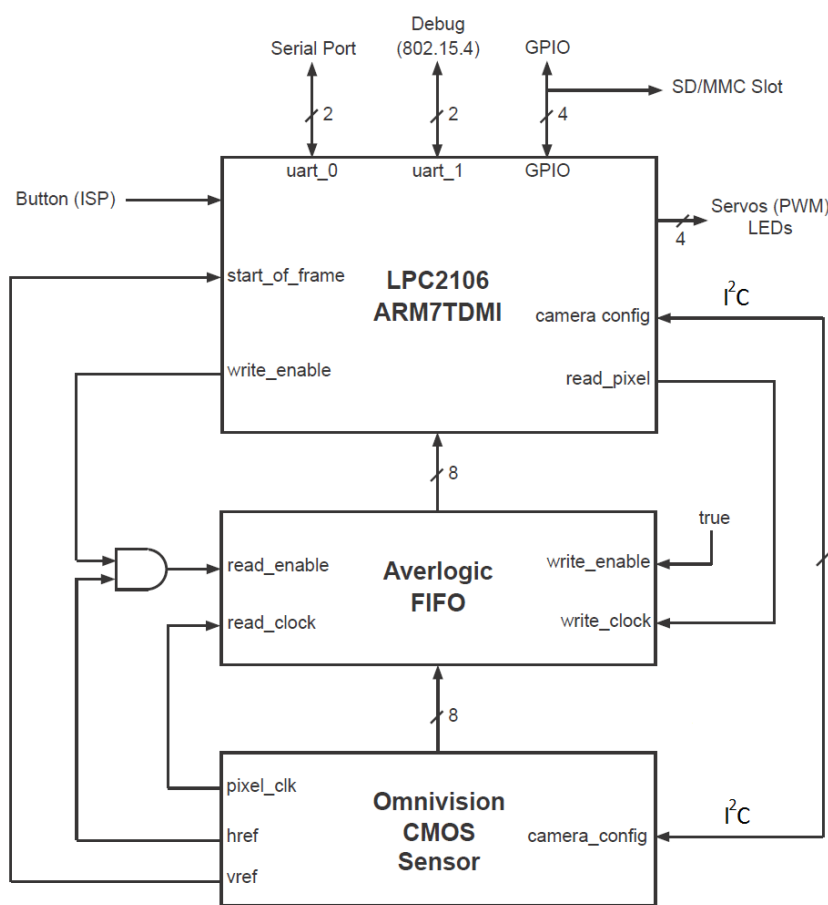 Debug
Serial Port
(802.15.4)
GPIO
SD/MMC Slot
2
2
4
uart_0
uart_1
GPIO
Button (ISP)
Servos (PWM)
LEDs
4
start_of_frame
LPC2106
ARM7TDMI
I²C
camera config
write_enable
read_pixel
8
true
read_enable
Averlogic
FIFO
write_enable
read_clock
write_clock
8
pixel_clk
Omnivision
CMOS
Sensor
I²C
href
camera_config
vref